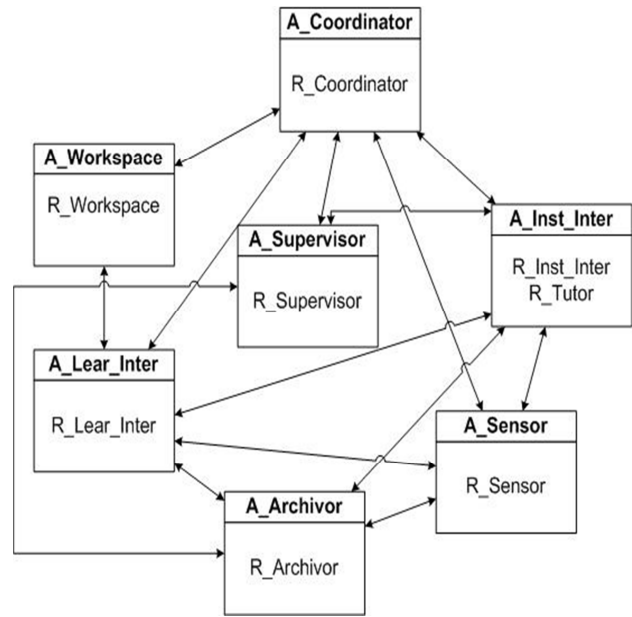 A_Coordinator
R_Coordinator
A_Workspace
R_Workspace
A_Supervisor
R_Supervisor
A_Inst_Inter
R_Inst_Inter
R_Tutor
A_Lear_Inter
R_Lear_Inter
A_Sensor
R_Sensor
A_Archivor
R_Archivor